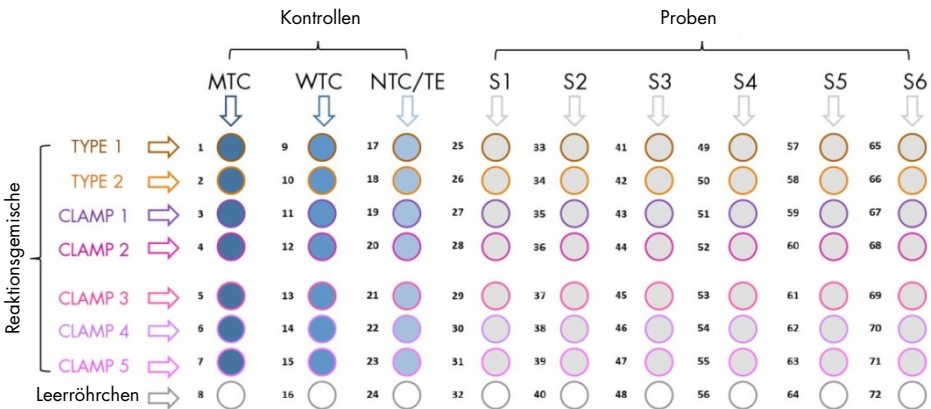 Kontrollen Proben
MTC WTC NTC/TE S1 S2 S3 S4 S5 S6
Reaktionsgemische
TYPE 1 1 9 17 25 33 41 49 57 65
TYPE 2 2 10 18 26 34 42 50 58 66
CLAMP 1 3 11 19 27 35 43 51 59 67
CLAMP 2 4 12 20 28 36 44 52 60 68
CLAMP 3 5 13 21 29 37 45 53 61 69
CLAMP 4 6 14 22 30 38 46 54 62 70
CLAMP 5 7 15 23 31 39 47 55 63 71
Leerröhrchen 8 16 24 32 40 48 56 64 72